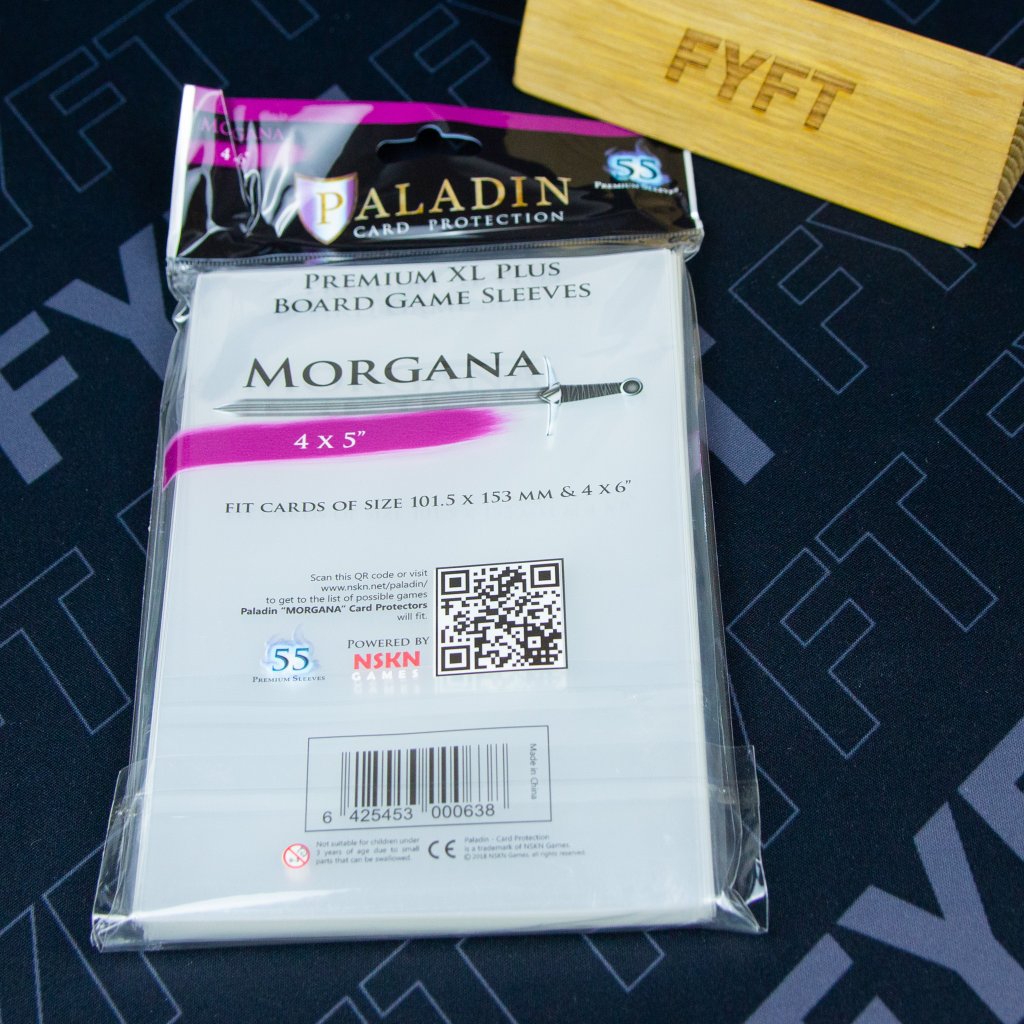 FYFT
MORGANA
4
55
PREMIUM SLEEVES
PALADIN
CARD PROTECTION
PREMIUM XL PLUS
BOARD GAME SLEEVES
MORGANA
4 X 5”
FIT CARDS OF SIZE 101.5 X 153 MM & 4 X 6”
Scan this QR code or visit
www.nskn.net/paladin/
to get to the list of possible games
Paladin “MORGANA” Card Protectors
will fit.
55
PREMIUM SLEEVES
POWERED BY
NSKN
GAMES
Made in China
6 425453 000638
Not suitable for children under
3 years of age due to small
parts that can be swallowed.
CE
Paladin - Card Protection
is a trademark of NSKN Games.
© 2018 NSKN Games, all rights reserved.
FYFT
FYFT
FYFT